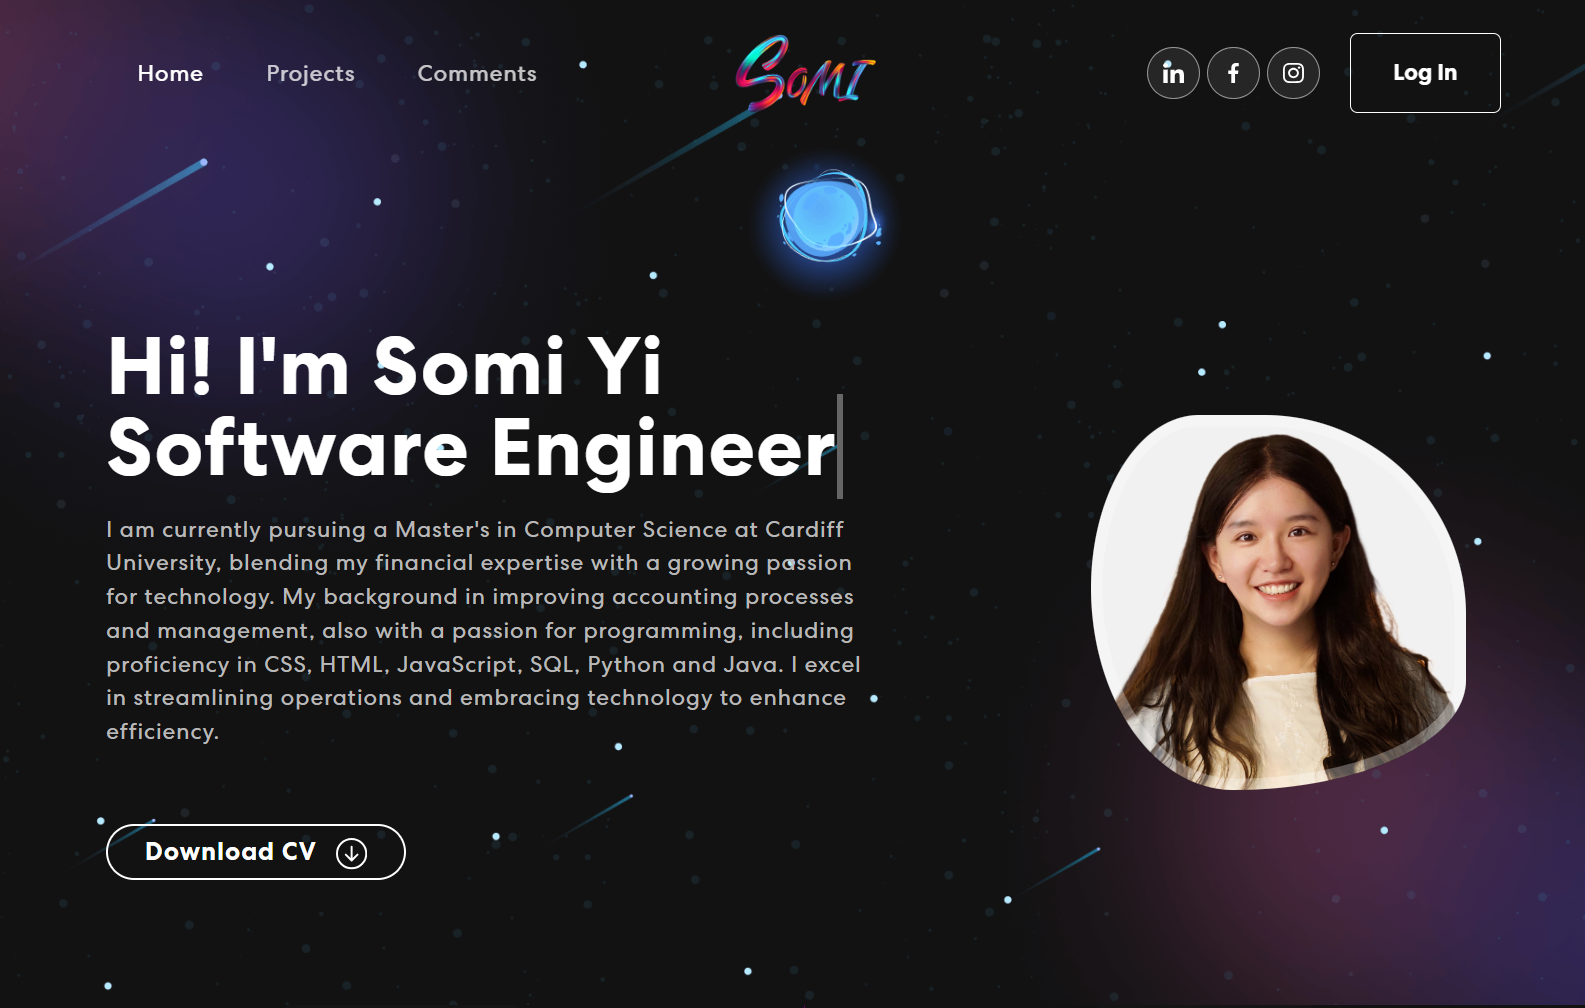 Home
Projects
Comments
SOMI
in
f
Log In
Hi! I'm Somi Yi
Software Engineer
I am currently pursuing a Master's in Computer Science at Cardiff
University, blending my financial expertise with a growing passion
for technology. My background in improving accounting processes
and management, also with a passion for programming, including
proficiency in CSS, HTML, JavaScript, SQL, Python and Java. I excel
in streamlining operations and embracing technology to enhance
efficiency.
Download CV